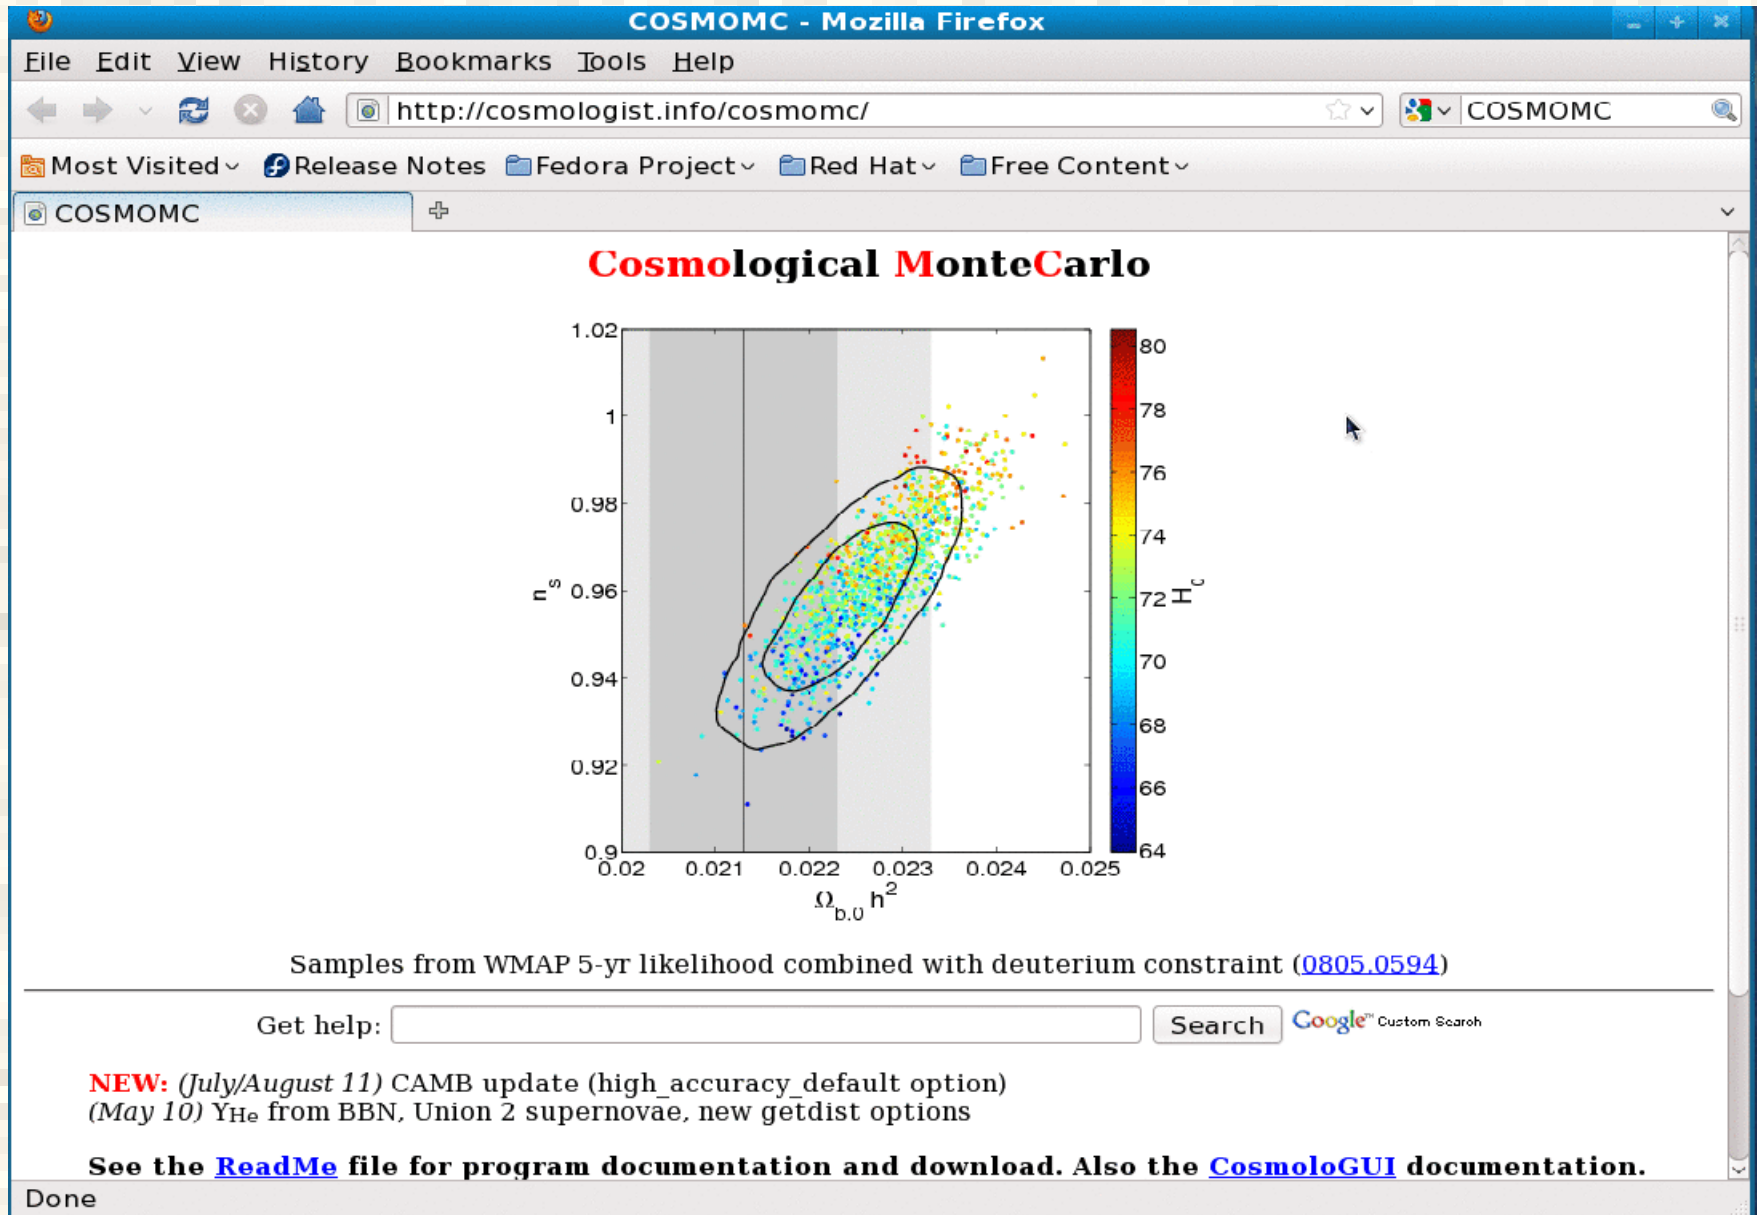 COSMOMC - Mozilla Firefox
File Edit View History Bookmarks Tools Help
http://cosmologist.info/cosmomc/ COSMOMC
Most Visited Release Notes Fedora Project Red Hat Free Content
COSMOMC
Cosmological MonteCarlo
1.02
1
0.98
0.96
0.94
0.92
0.9
n_s
0.02 0.021 0.022 0.023 0.024 0.025
Ω_b,0 h²
80
78
76
74
72
70
68
66
64
H_0
Samples from WMAP 5-yr likelihood combined with deuterium constraint (0805.0594)
Get help: Search Google™ Custom Search
NEW: (July/August 11) CAMB update (high_accuracy_default option)
(May 10) YHe from BBN, Union 2 supernovae, new getdist options
See the ReadMe file for program documentation and download. Also the CosmoloGUI documentation.
Done